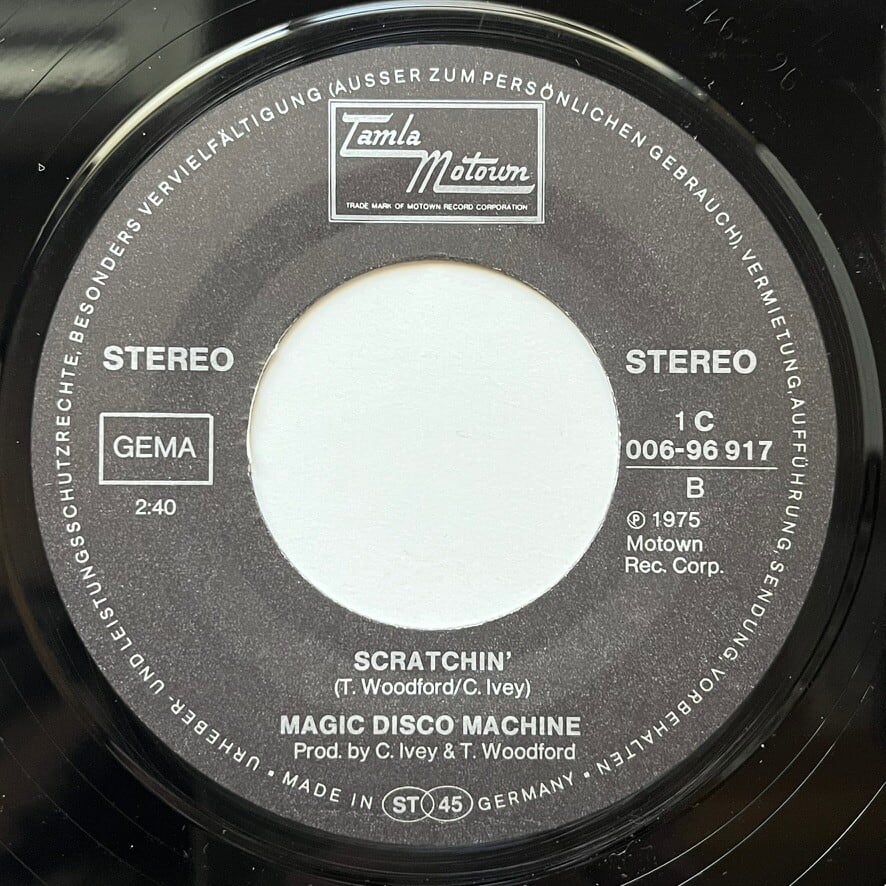 URHEBER- UND LEISTUNGSSCHUTZRECHTE, BESONDERS VERVIELFÄLTIGUNG (AUSSER ZUM PERSÖNLICHEN GEBRAUCH), VERMIETUNG, AUFFÜHRUNG, SENDUNG, VORBEHALTEN •
Tamla
Motown
TRADE MARK OF MOTOWN RECORD CORPORATION
STEREO
STEREO
GEMA
2:40
1 C
006-96 917
B
℗ 1975
Motown
Rec. Corp.
SCRATCHIN'
(T. Woodford/C. Ivey)
MAGIC DISCO MACHINE
Prod. by C. Ivey & T. Woodford
• MADE IN ST 45 GERMANY •